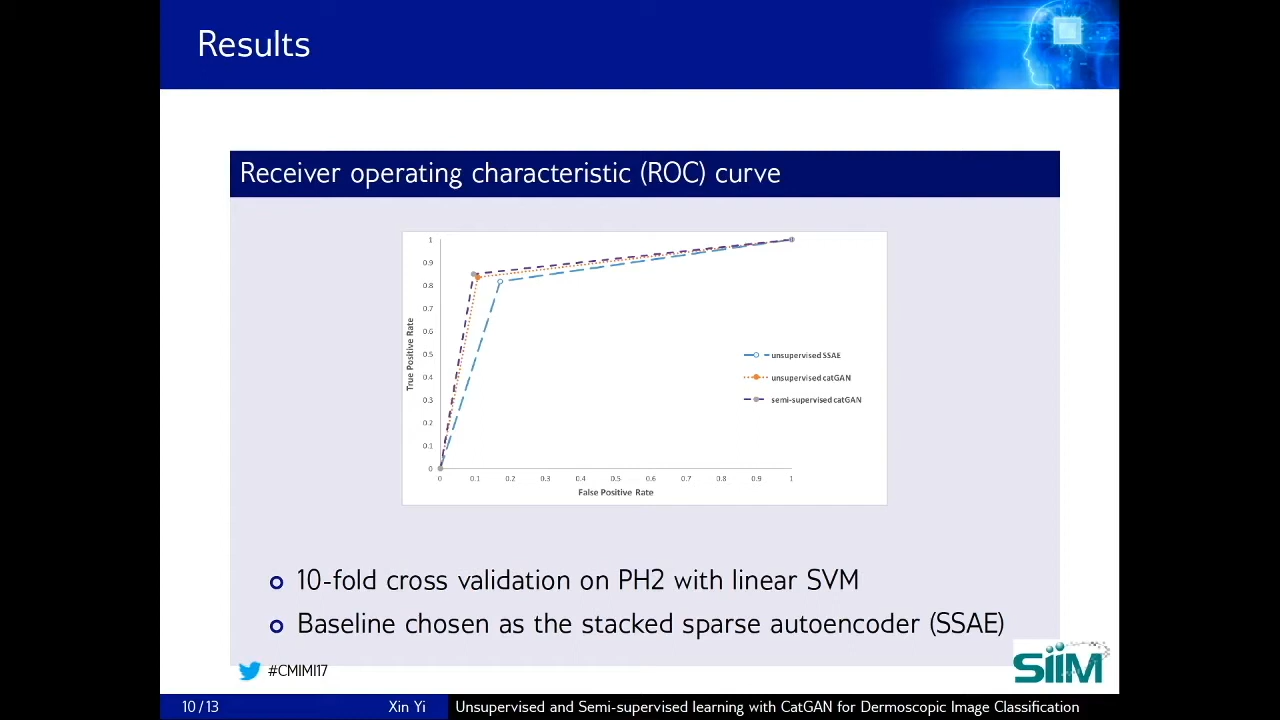 Results
Receiver operating characteristic (ROC) curve
1
0.9
0.8
0.7
0.6
0.5
0.4
0.3
0.2
0.1
0
True Positive Rate
unsupervised SSAE
unsupervised catGAN
semi-supervised catGAN
0 0.1 0.2 0.3 0.4 0.5 0.6 0.7 0.8 0.9 1
False Positive Rate
10-fold cross validation on PH2 with linear SVM
Baseline chosen as the stacked sparse autoencoder (SSAE)
#CMIMI17
SiiM
10/13 Xin Yi Unsupervised and Semi-supervised learning with CatGAN for Dermoscopic Image Classification